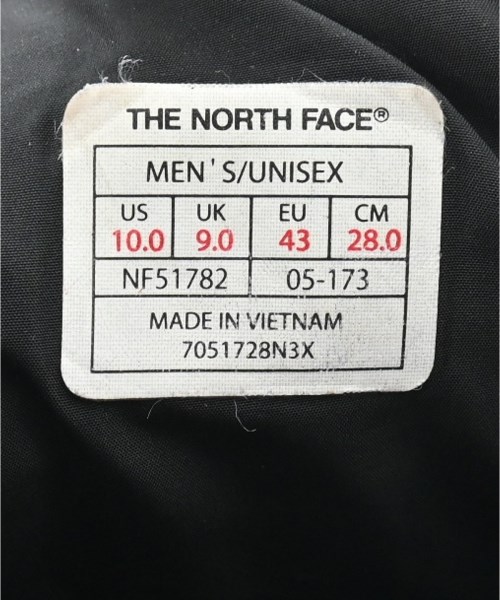 THE NORTH FACE®
MEN'S/UNISEX
US UK EU CM
10.0 9.0 43 28.0
NF51782 05-173
MADE IN VIETNAM
7051728N3X